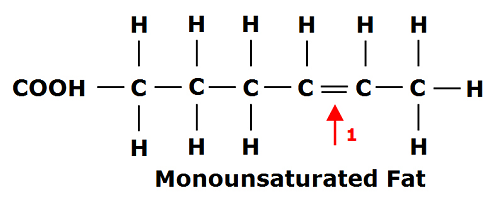 H H H H H H
COOH C C C C C C H
1
H H H H
Monounsaturated Fat